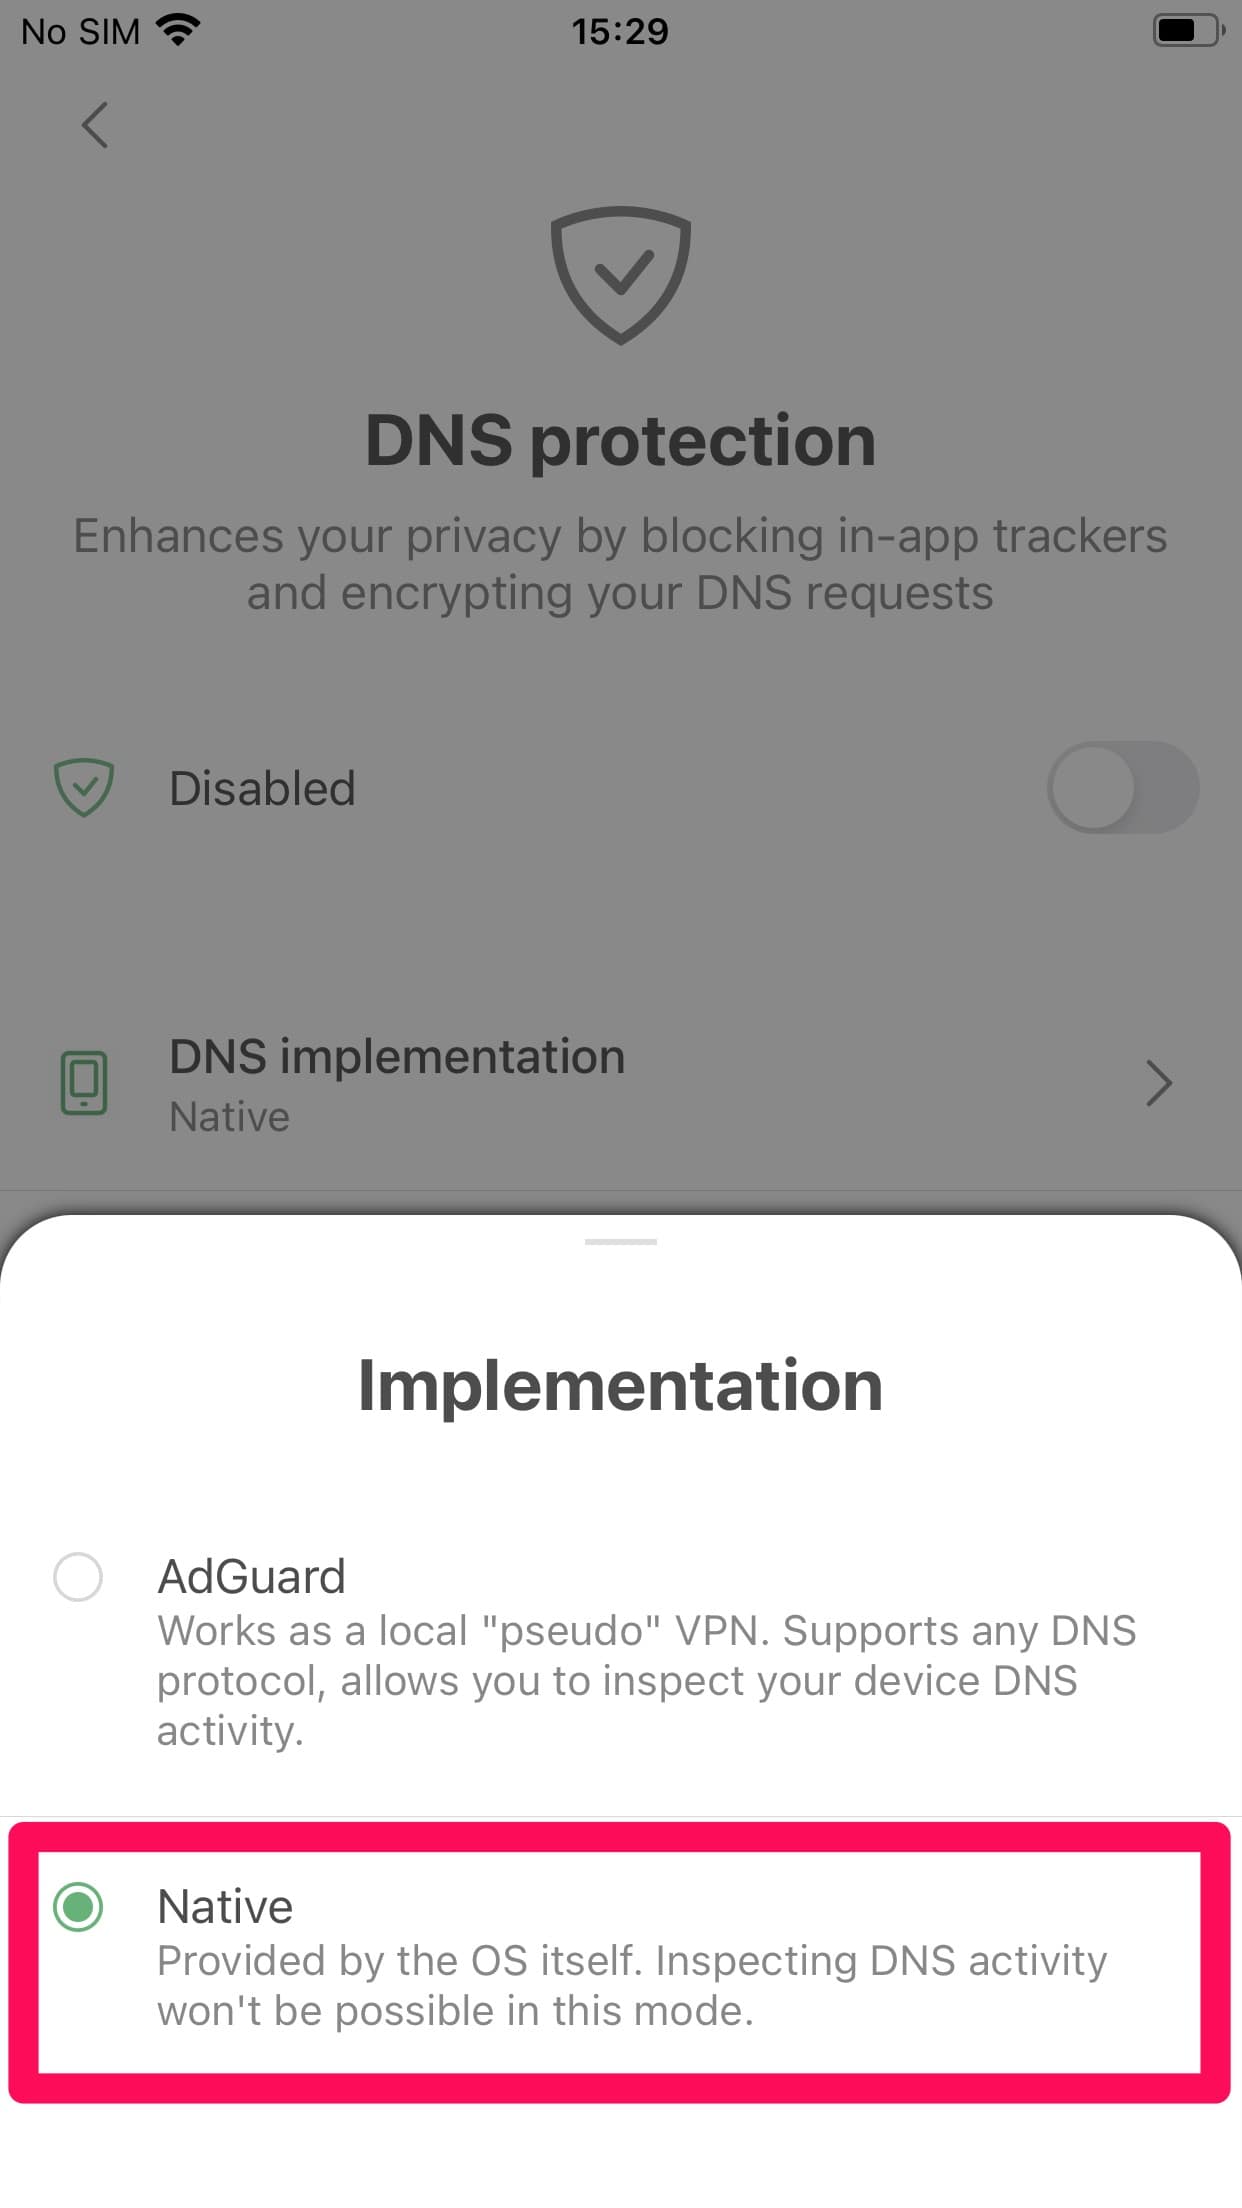 No SIM 15:29
DNS protection
Enhances your privacy by blocking in-app trackers
and encrypting your DNS requests
Disabled
DNS implementation
Native
Implementation
AdGuard
Works as a local "pseudo" VPN. Supports any DNS
protocol, allows you to inspect your device DNS
activity.
Native
Provided by the OS itself. Inspecting DNS activity
won't be possible in this mode.